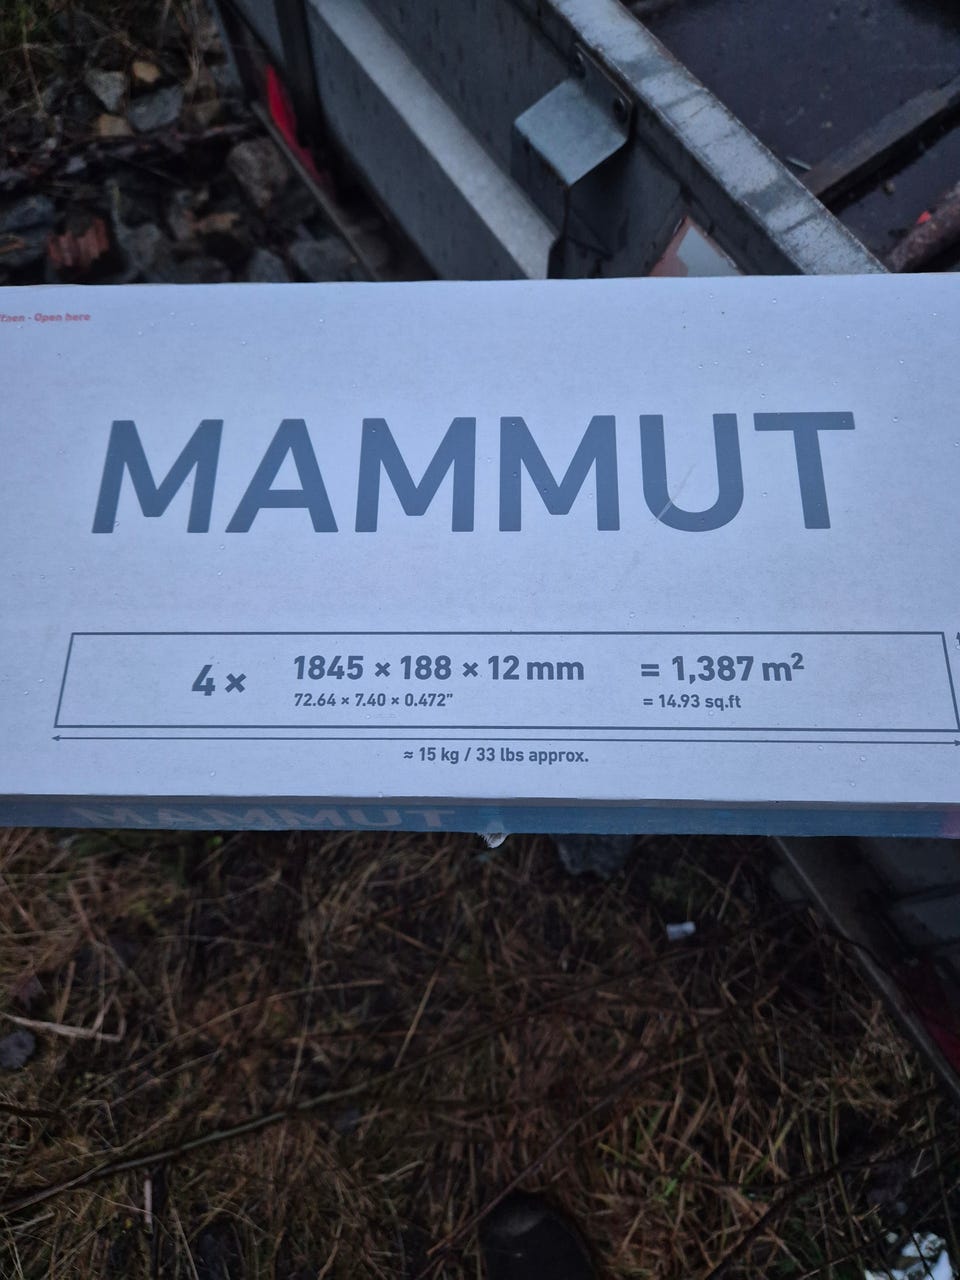 - Open here
MAMMUT
4 × 1845 × 188 × 12 mm = 1,387 m²
72.64 × 7.40 × 0.472" = 14.93 sq.ft
≈ 15 kg / 33 lbs approx.
MAMMUT